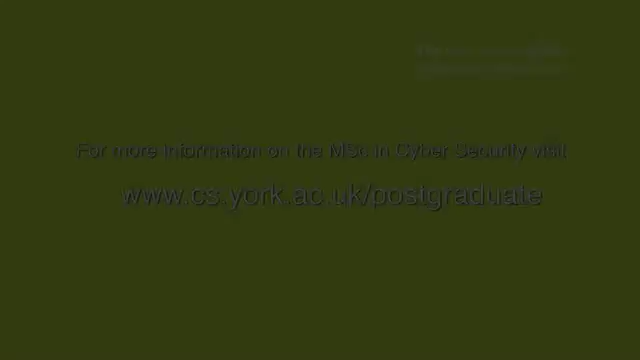 For more information on the MSc in Cyber Security visit
www.cs.york.ac.uk/postgraduate